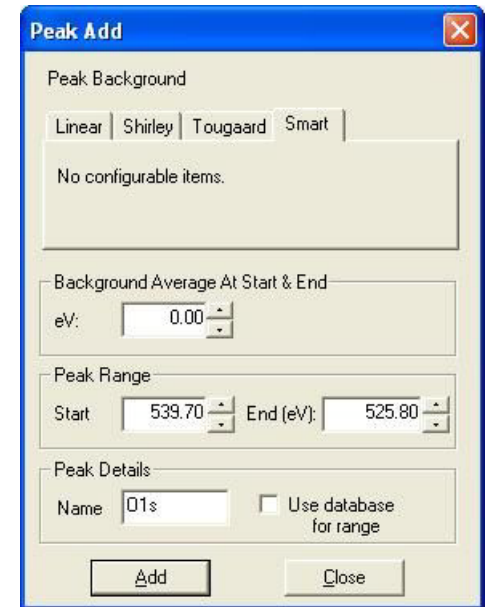 Peak Add
Peak Background
Linear Shirley Tougaard Smart
No configurable items.
Background Average At Start & End
eV: 0.00
Peak Range
Start 539.70 End (eV): 525.80
Peak Details
Name O1s Use database
for range
Add Close